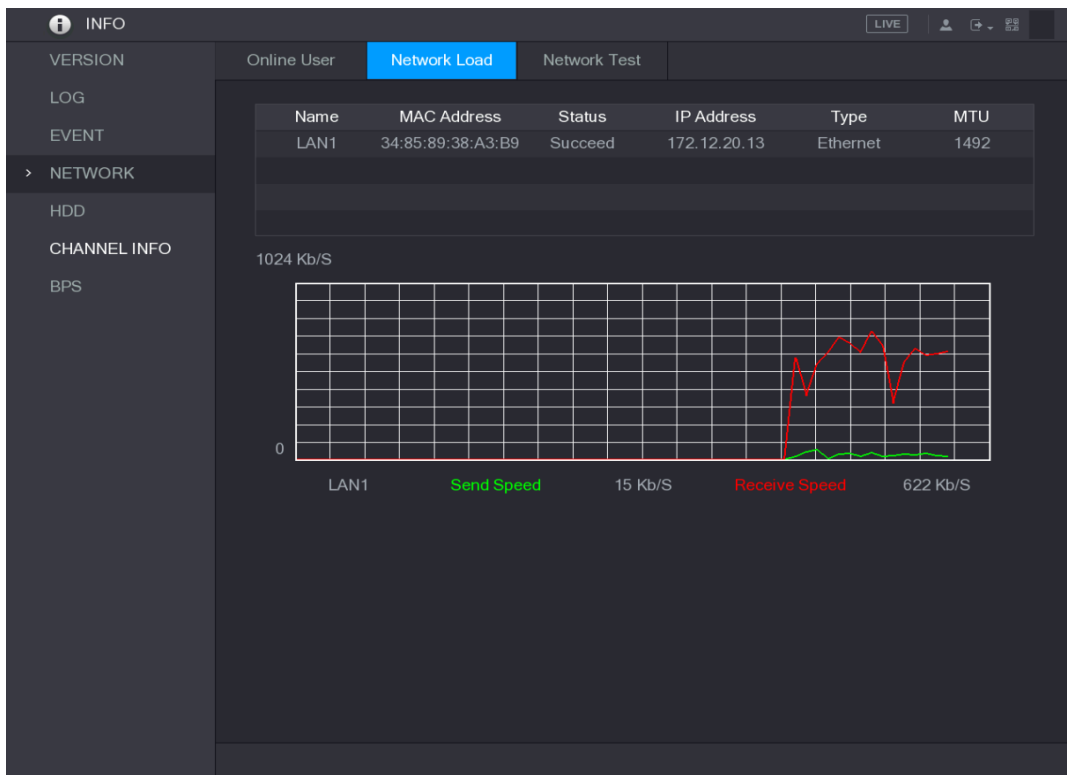 INFO LIVE
VERSION
LOG
EVENT
> NETWORK
HDD
CHANNEL INFO
BPS
Online User Network Load Network Test
Name MAC Address Status IP Address Type MTU
LAN1 34:85:89:38:A3:B9 Succeed 172.12.20.13 Ethernet 1492
1024 Kb/S
0
LAN1 Send Speed 15 Kb/S Receive Speed 622 Kb/S